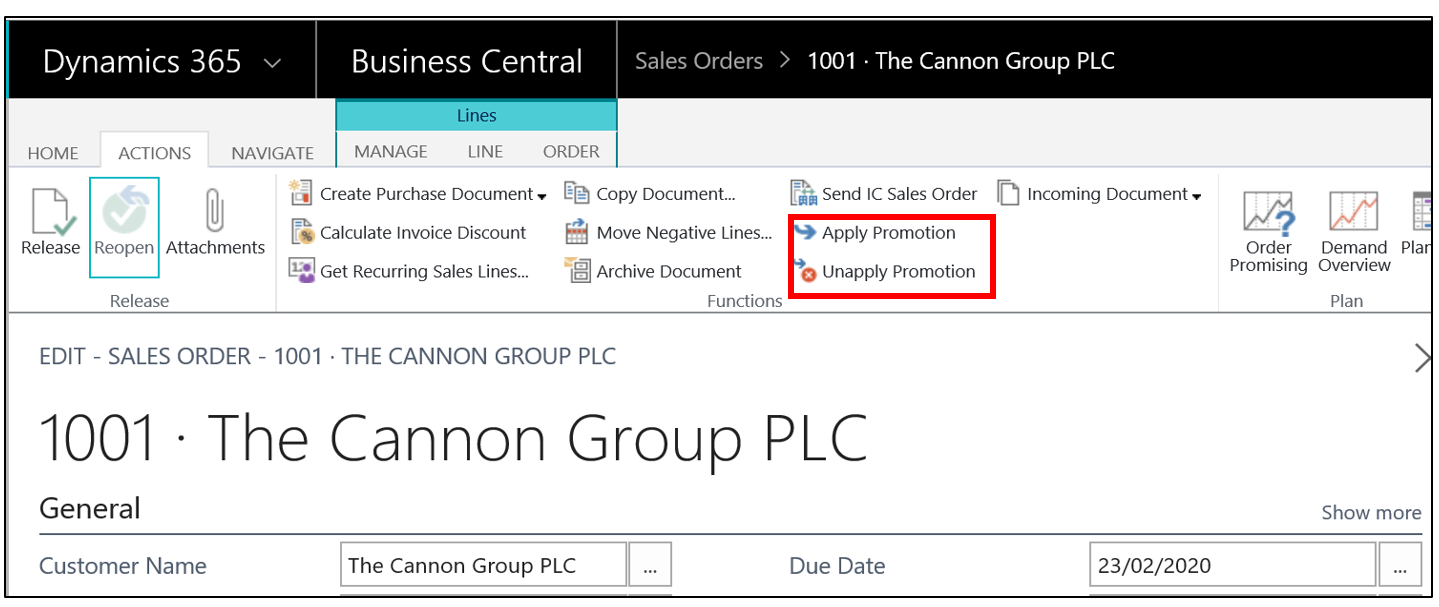 Dynamics 365 Business Central Sales Orders > 1001 · The Cannon Group PLC
Lines
HOME ACTIONS NAVIGATE MANAGE LINE ORDER
Create Purchase Document Copy Document... Send IC Sales Order Incoming Document
Calculate Invoice Discount Move Negative Lines... Apply Promotion
Release Reopen Attachments Order Promising Demand Overview
Get Recurring Sales Lines... Archive Document Unapply Promotion
Release Functions Plan
EDIT - SALES ORDER - 1001 · THE CANNON GROUP PLC
1001 · The Cannon Group PLC
General Show more
Customer Name The Cannon Group PLC ... Due Date 23/02/2020 ...